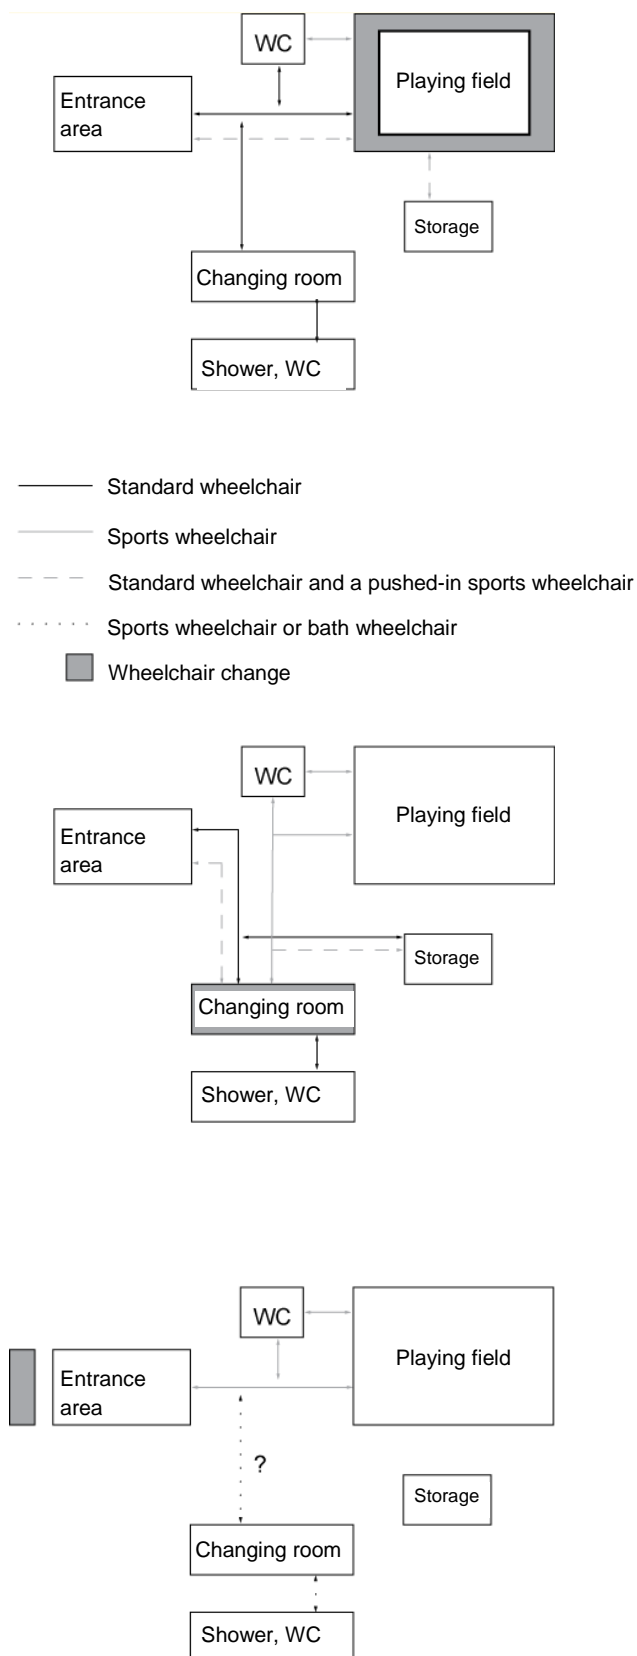 WC
Playing field
Entrance
area
Storage
Changing room
Shower, WC
Standard wheelchair
Sports wheelchair
Standard wheelchair and a pushed-in sports wheelchair
Sports wheelchair or bath wheelchair
Wheelchair change
WC
Playing field
Entrance
area
Storage
Changing room
Shower, WC
WC
Playing field
Entrance
area
?
Storage
Changing room
Shower, WC